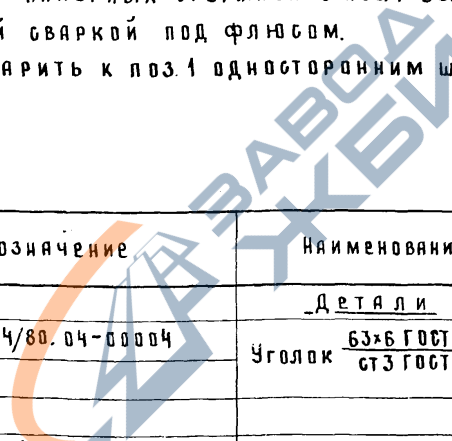 й сваркой под флюсом.
арить к поз. 1 односторонним ш
означение
Наименовани
Детали
4/80.04-00004
Уголок 63×6 ГОСТ
ст3 ГОСТ
ЗАВОД
ЖБИ